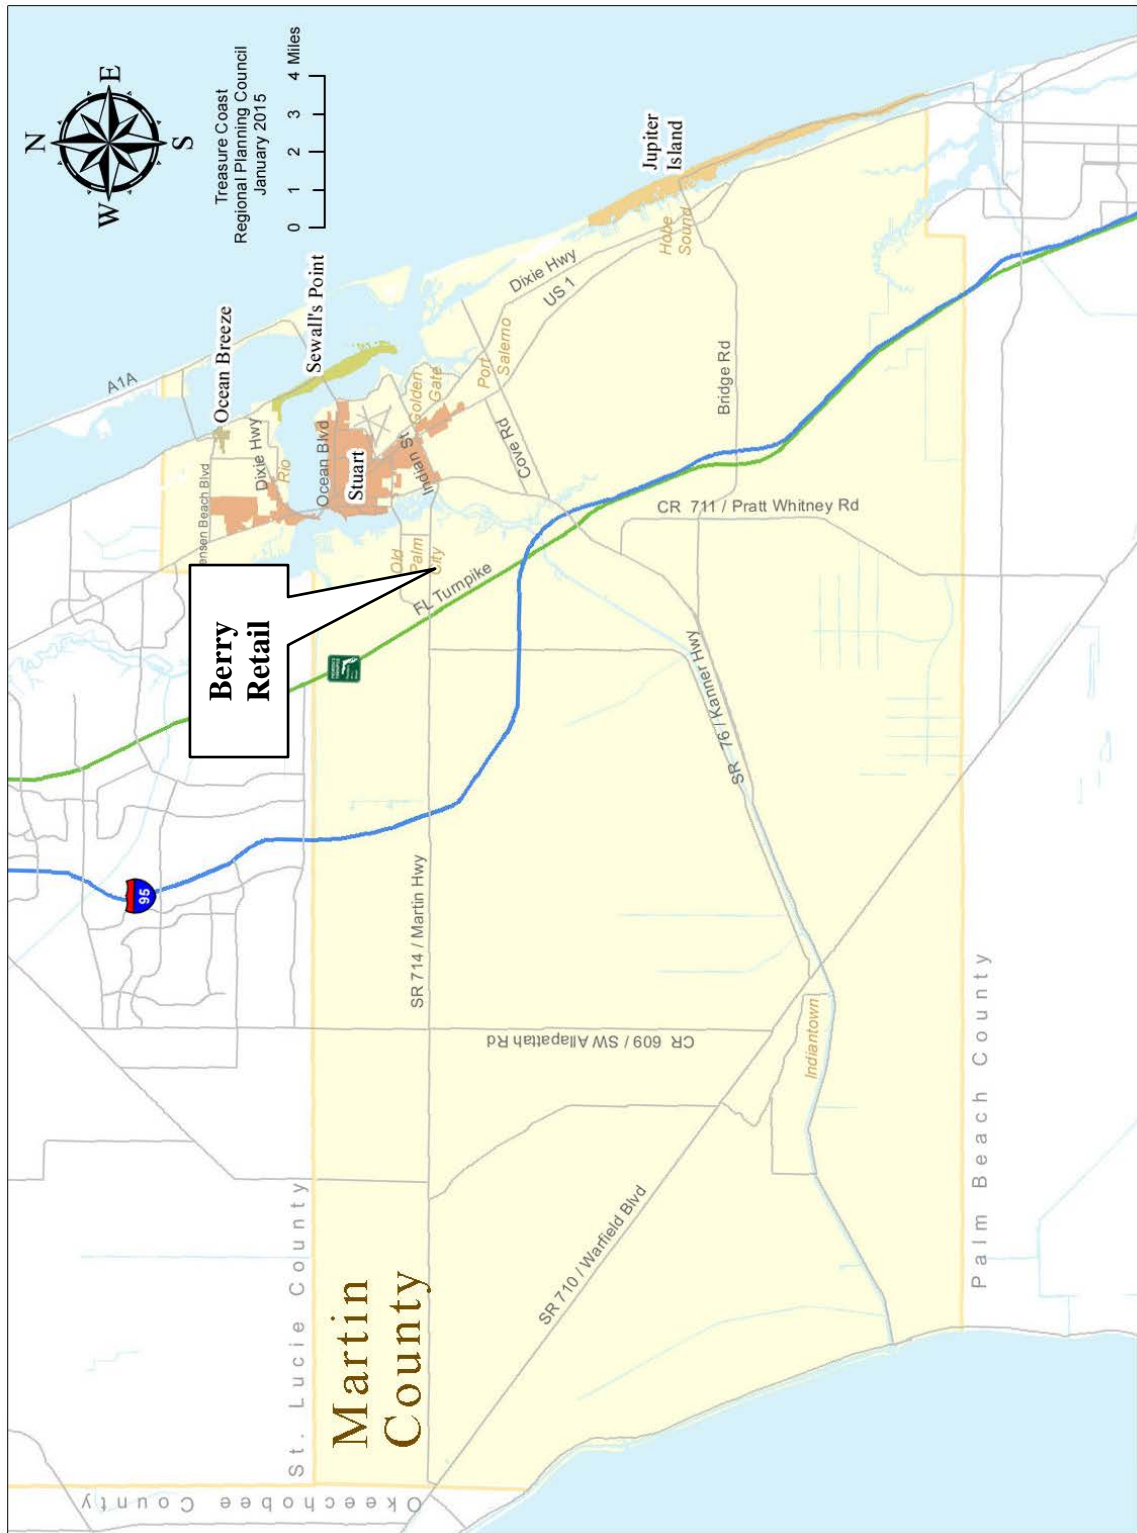 N
W
E
S
Treasure Coast
Regional Planning Council
January 2015
0 1 2 3 4 Miles
A1A
Ocean Breeze
Sewall's Point
ensen Beach Blvd
Dixie Hwy
Rio
Ocean Blvd
Stuart
Indian St
Golden
Gate
Old
Palm
City
Port
Salerno
Cove Rd
Dixie Hwy
US 1
Hobe
Sound
Jupiter
Island
Bridge Rd
CR 711 / Pratt Whitney Rd
FL Turnpike
Berry
Retail
95
SR 76 / Kanner Hwy
SR 714 / Martin Hwy
CR 609 / SW Allapattah Rd
Indiantown
SR 710 / Warfield Blvd
St. Lucie County
Martin
County
Okeechobee County
Palm Beach County